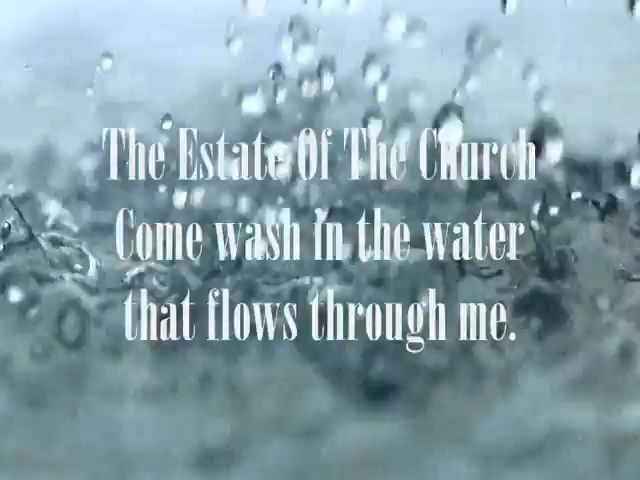 The Estate Of The Church
Come wash in the water
that flows through me.